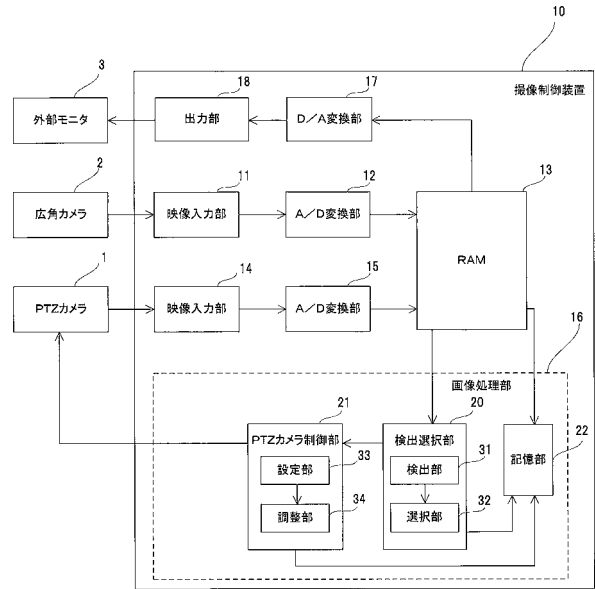 10
撮像制御装置
3
18
17
外部モニタ
出力部
D/A変換部
2
11
12
13
広角カメラ
映像入力部
A/D変換部
RAM
1
14
15
PTZカメラ
映像入力部
A/D変換部
16
画像処理部
21
20
22
PTZカメラ制御部
検出選択部
記憶部
設定部
33
検出部
31
調整部
34
選択部
32